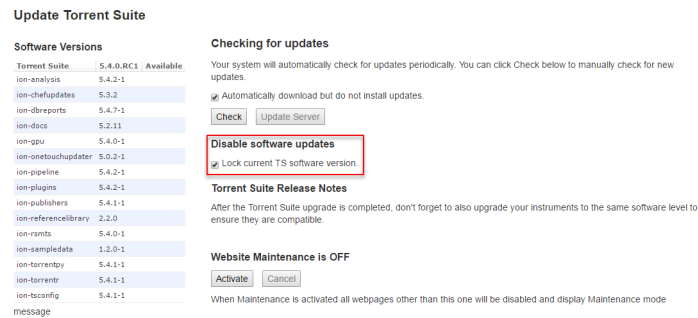 Update Torrent Suite
Software Versions
Torrent Suite 5.4.0.RC1 Available
ion-analysis 5.4.2-1
ion-chefupdates 5.3.2
ion-dbreports 5.4.7-1
ion-docs 5.2.11
ion-gpu 5.4.0-1
ion-onetouchupdater 5.0.2-1
ion-pipeline 5.4.2-1
ion-plugins 5.4.2-1
ion-publishers 5.4.1-1
ion-referencelibrary 2.2.0
ion-rsmts 5.4.0-1
ion-sampledata 1.2.0-1
ion-torrentpy 5.4.1-1
ion-torrentr 5.4.1-1
ion-tsconfig 5.4.1-1
message
Checking for updates
Your system will automatically check for updates periodically. You can click Check below to manually check for new
updates.
Automatically download but do not install updates.
Check Update Server
Disable software updates
Lock current TS software version.
Torrent Suite Release Notes
After the Torrent Suite upgrade is completed, don't forget to also upgrade your instruments to the same software level to
ensure they are compatible.
Website Maintenance is OFF
Activate Cancel
When Maintenance is activated all webpages other than this one will be disabled and display Maintenance mode